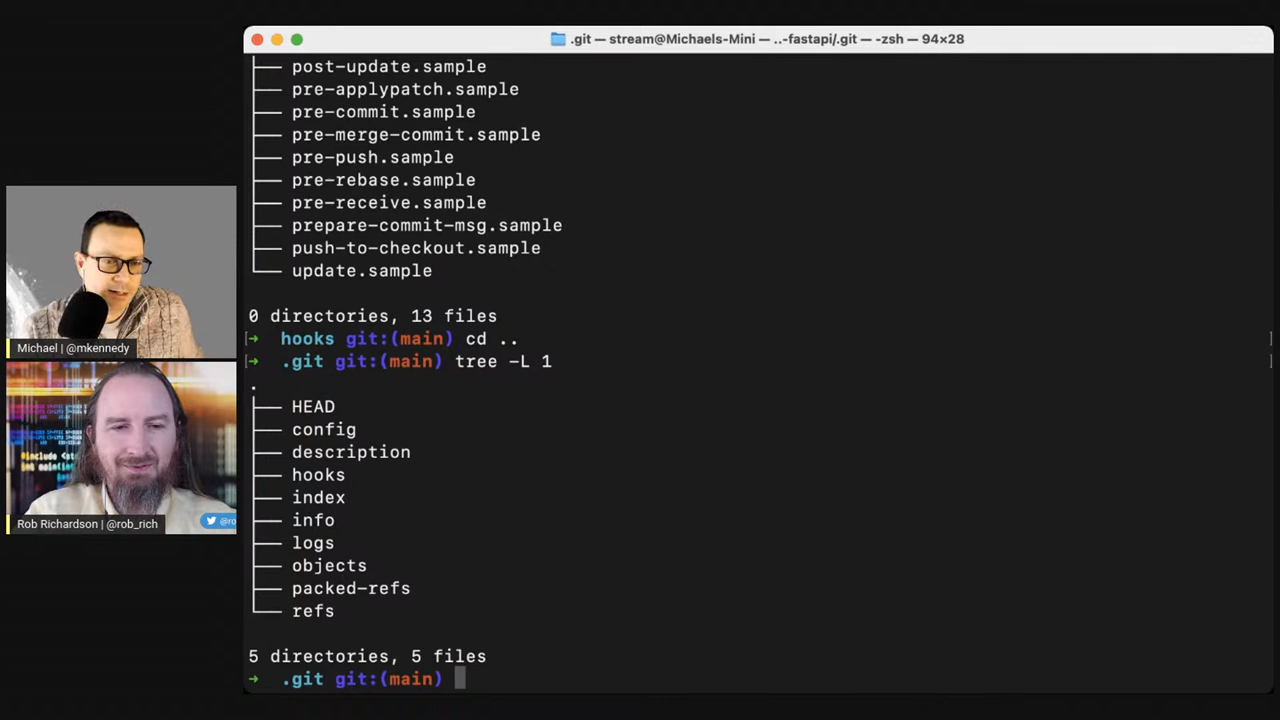 .git — stream@Michaels-Mini — ..-fastapi/.git — -zsh — 94×28
├── post-update.sample
├── pre-applypatch.sample
├── pre-commit.sample
├── pre-merge-commit.sample
├── pre-push.sample
├── pre-rebase.sample
├── pre-receive.sample
├── prepare-commit-msg.sample
├── push-to-checkout.sample
└── update.sample
0 directories, 13 files
[➜  hooks git:(main) cd ..                                ]
[➜  .git git:(main) tree -L 1                             ]
.
├── HEAD
├── config
├── description
├── hooks
├── index
├── info
├── logs
├── objects
├── packed-refs
└── refs
5 directories, 5 files
➜  .git git:(main)
Michael | @mkennedy
#include <st
Rob Richardson | @rob_rich
@ro